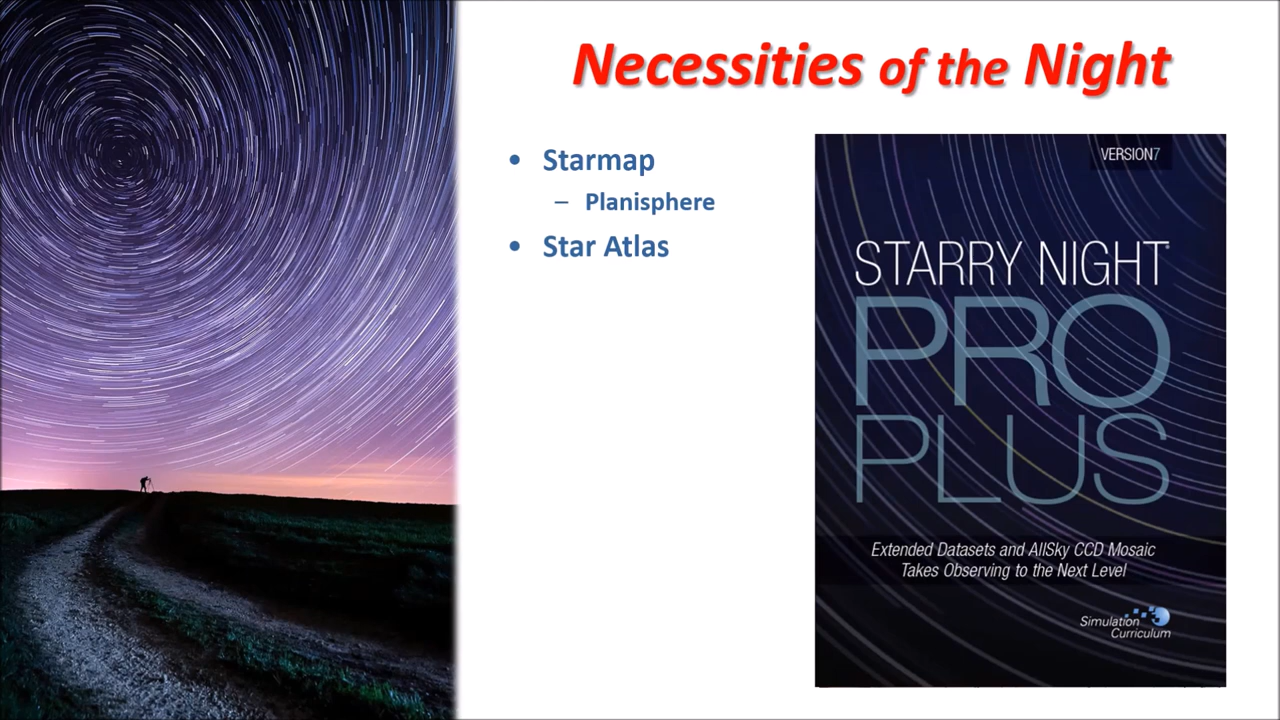 Necessities of the Night
• Starmap
– Planisphere
• Star Atlas
VERSION7
STARRY NIGHT®
PRO
PLUS
Extended Datasets and AllSky CCD Mosaic
Takes Observing to the Next Level
Simulation
Curriculum